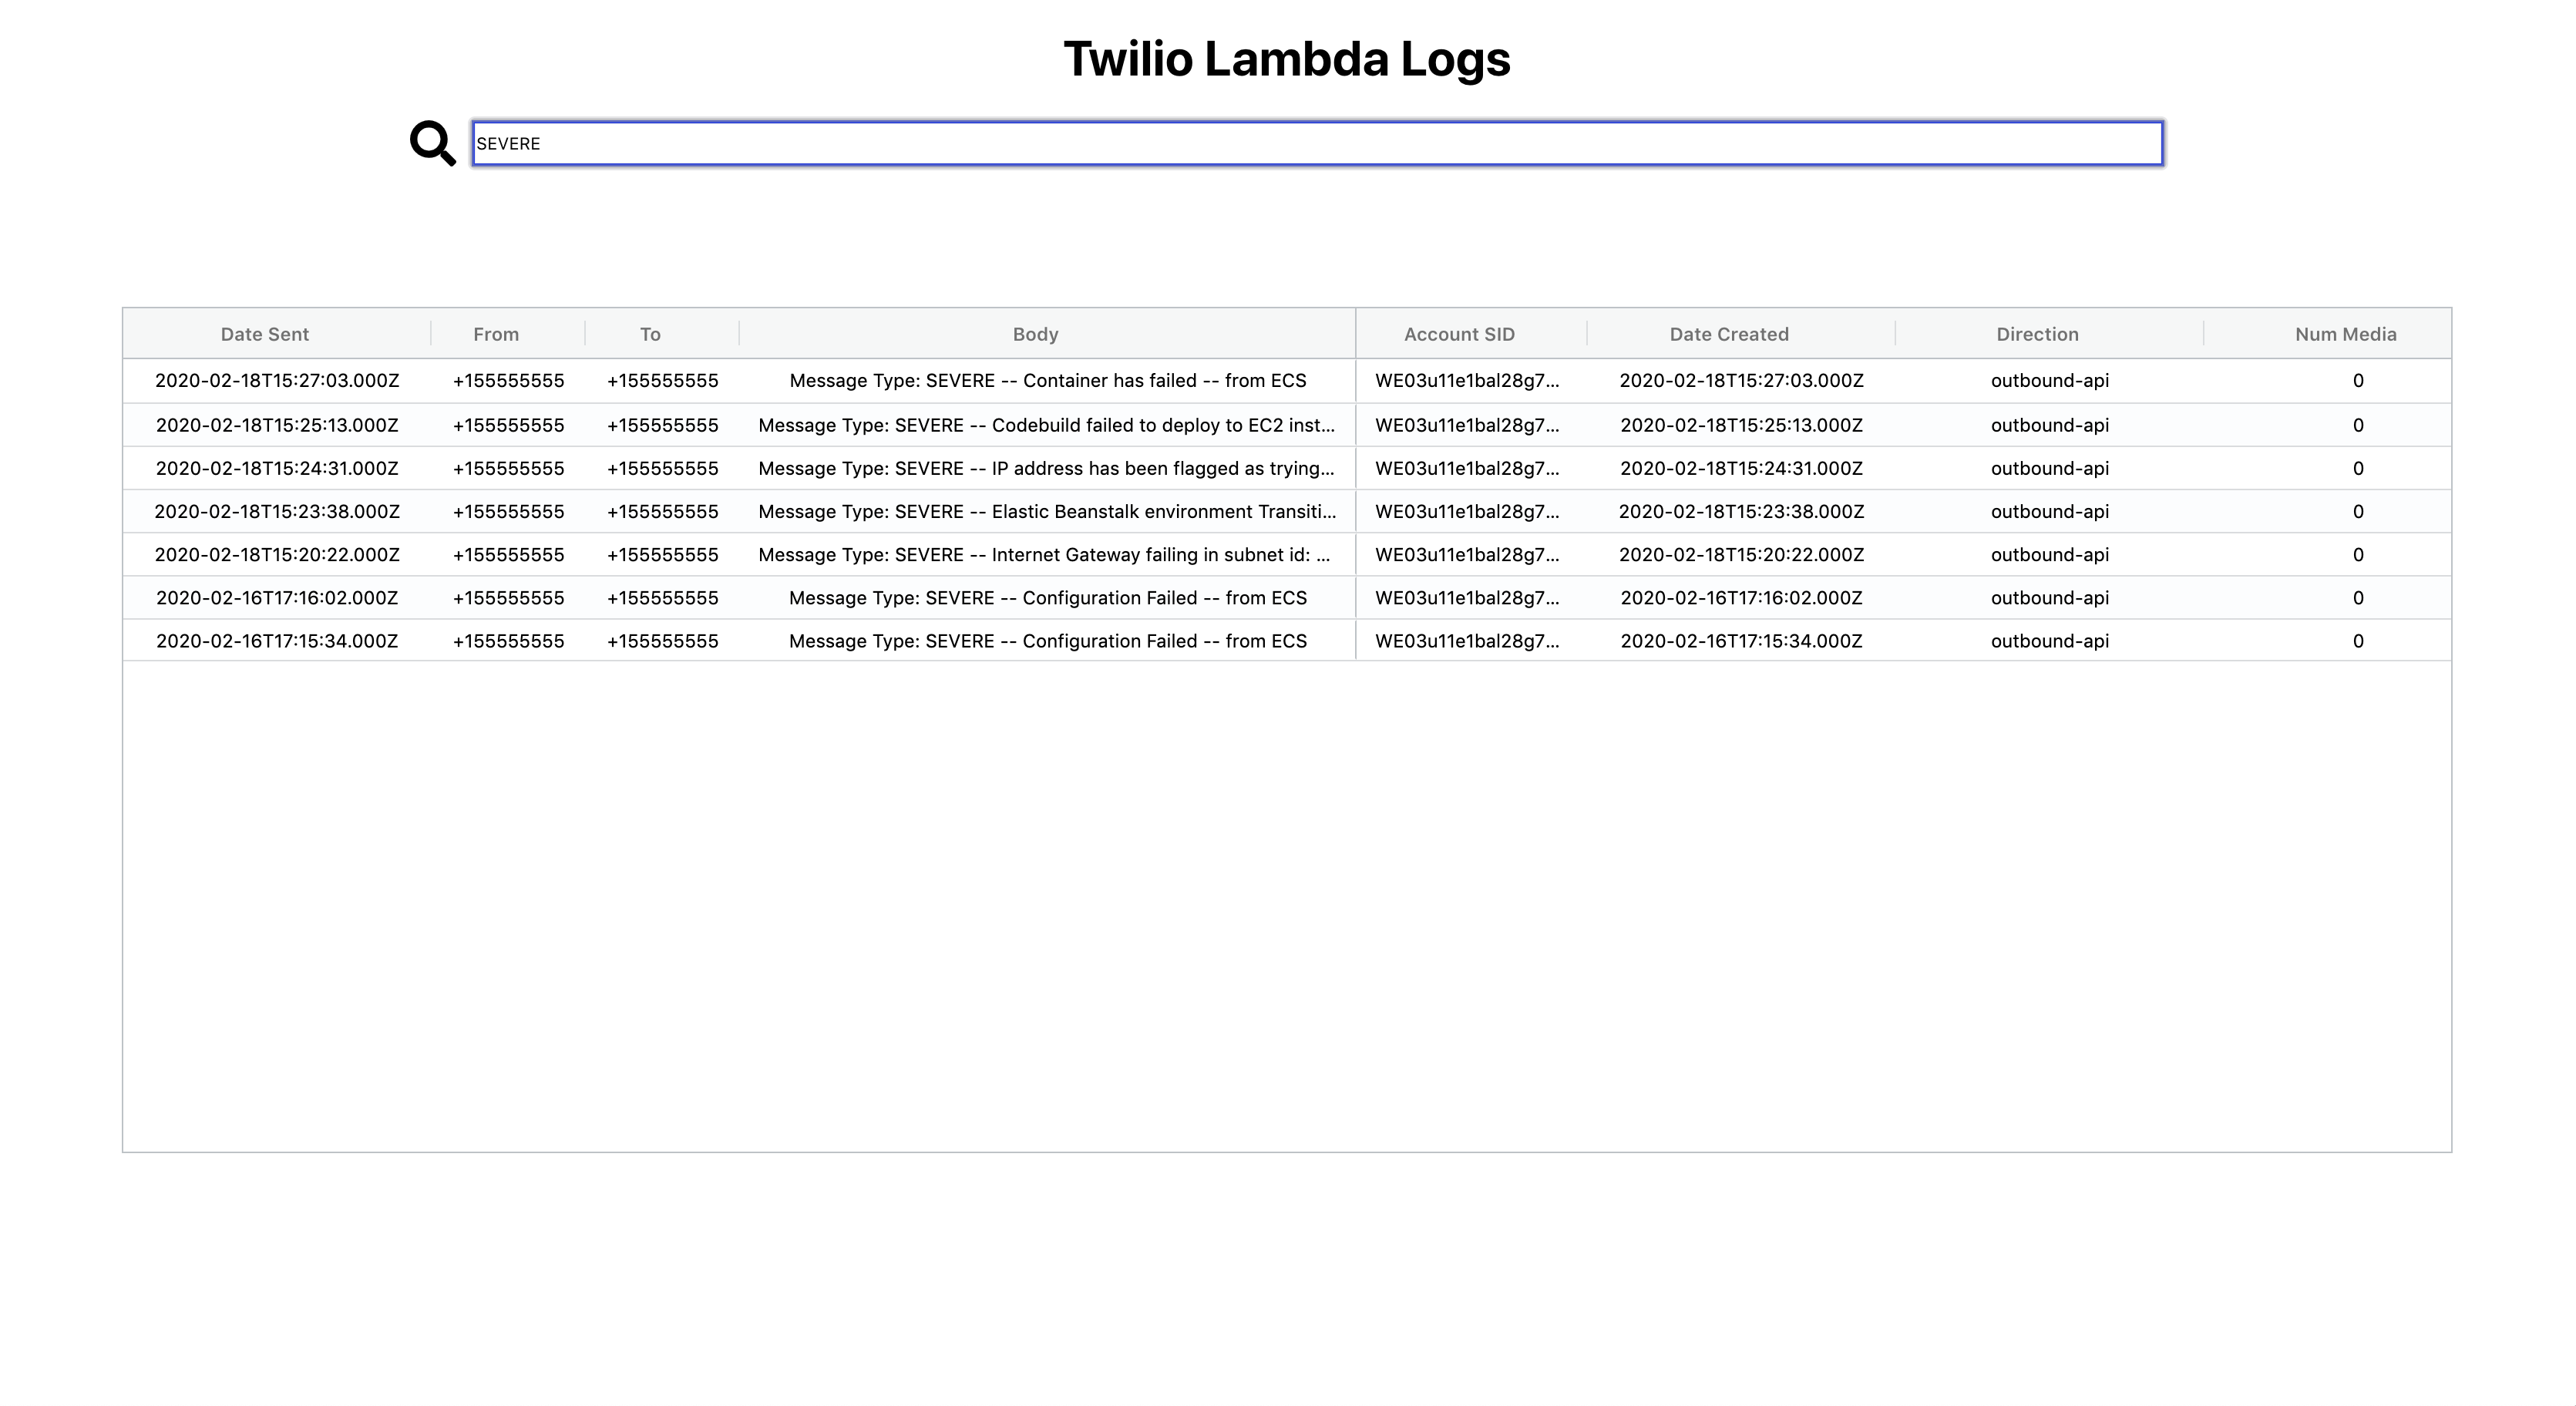 Twilio Lambda Logs
SEVERE
Date Sent From To Body Account SID Date Created Direction Num Media
2020-02-18T15:27:03.000Z +155555555 +155555555 Message Type: SEVERE -- Container has failed -- from ECS WE03u11e1bal28g7... 2020-02-18T15:27:03.000Z outbound-api 0
2020-02-18T15:25:13.000Z +155555555 +155555555 Message Type: SEVERE -- Codebuild failed to deploy to EC2 inst... WE03u11e1bal28g7... 2020-02-18T15:25:13.000Z outbound-api 0
2020-02-18T15:24:31.000Z +155555555 +155555555 Message Type: SEVERE -- IP address has been flagged as trying... WE03u11e1bal28g7... 2020-02-18T15:24:31.000Z outbound-api 0
2020-02-18T15:23:38.000Z +155555555 +155555555 Message Type: SEVERE -- Elastic Beanstalk environment Transiti... WE03u11e1bal28g7... 2020-02-18T15:23:38.000Z outbound-api 0
2020-02-18T15:20:22.000Z +155555555 +155555555 Message Type: SEVERE -- Internet Gateway failing in subnet id: ... WE03u11e1bal28g7... 2020-02-18T15:20:22.000Z outbound-api 0
2020-02-16T17:16:02.000Z +155555555 +155555555 Message Type: SEVERE -- Configuration Failed -- from ECS WE03u11e1bal28g7... 2020-02-16T17:16:02.000Z outbound-api 0
2020-02-16T17:15:34.000Z +155555555 +155555555 Message Type: SEVERE -- Configuration Failed -- from ECS WE03u11e1bal28g7... 2020-02-16T17:15:34.000Z outbound-api 0